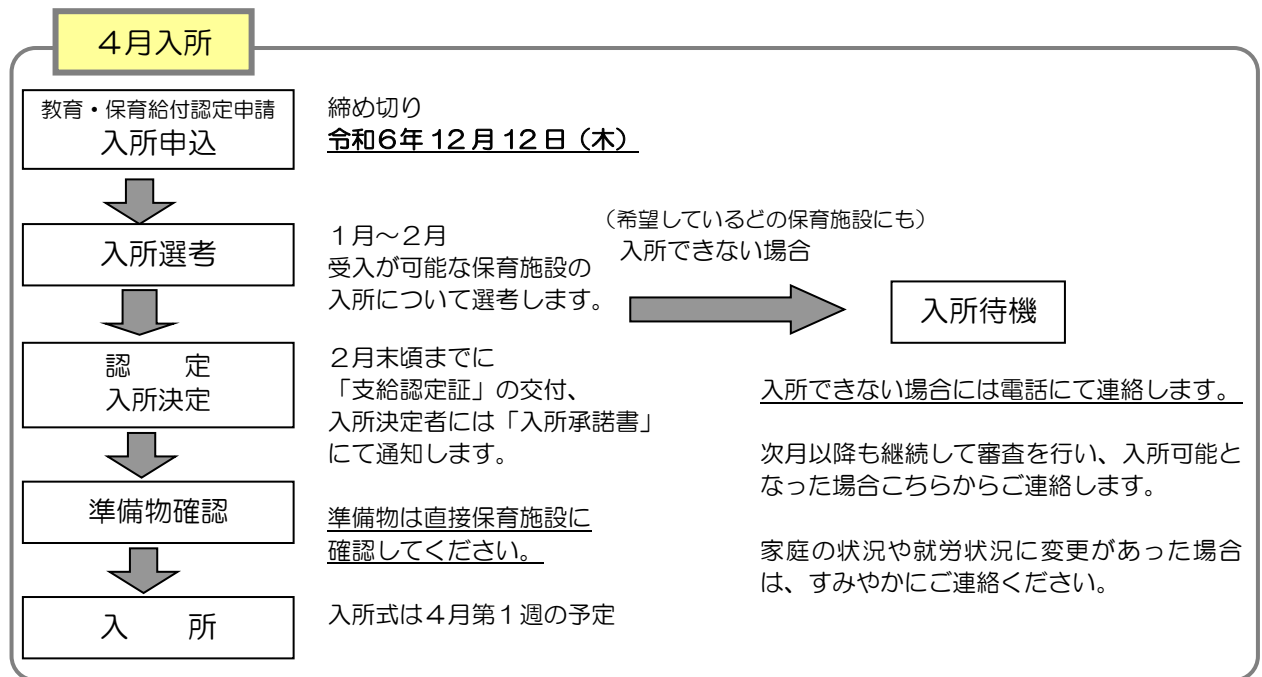 ４月入所
教育・保育給付認定申請
入所申込
締め切り
令和６年 12 月 12 日（木）
入所選考
１月～２月
受入が可能な保育施設の
入所について選考します。
（希望しているどの保育施設にも）
入所できない場合
入所待機
認　　定
入所決定
２月末頃までに
「支給認定証」の交付、
入所決定者には「入所承諾書」
にて通知します。
入所できない場合には電話にて連絡します。
次月以降も継続して審査を行い、入所可能と
なった場合こちらからご連絡します。
家庭の状況や就労状況に変更があった場合
は、すみやかにご連絡ください。
準備物確認
準備物は直接保育施設に
確認してください。
入　　所
入所式は４月第１週の予定